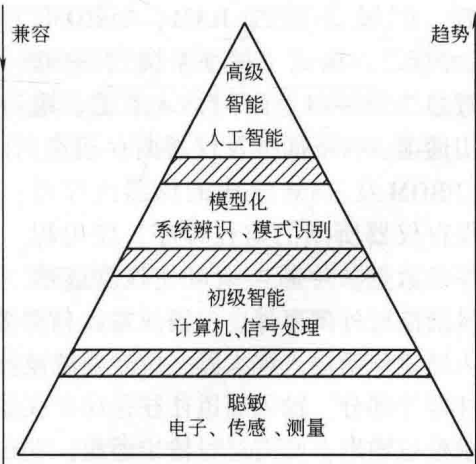 兼容
趋势
高级
智能
人工智能
模型化
系统辨识、模式识别
初级智能
计算机、信号处理
聪敏
电子、传感、测量